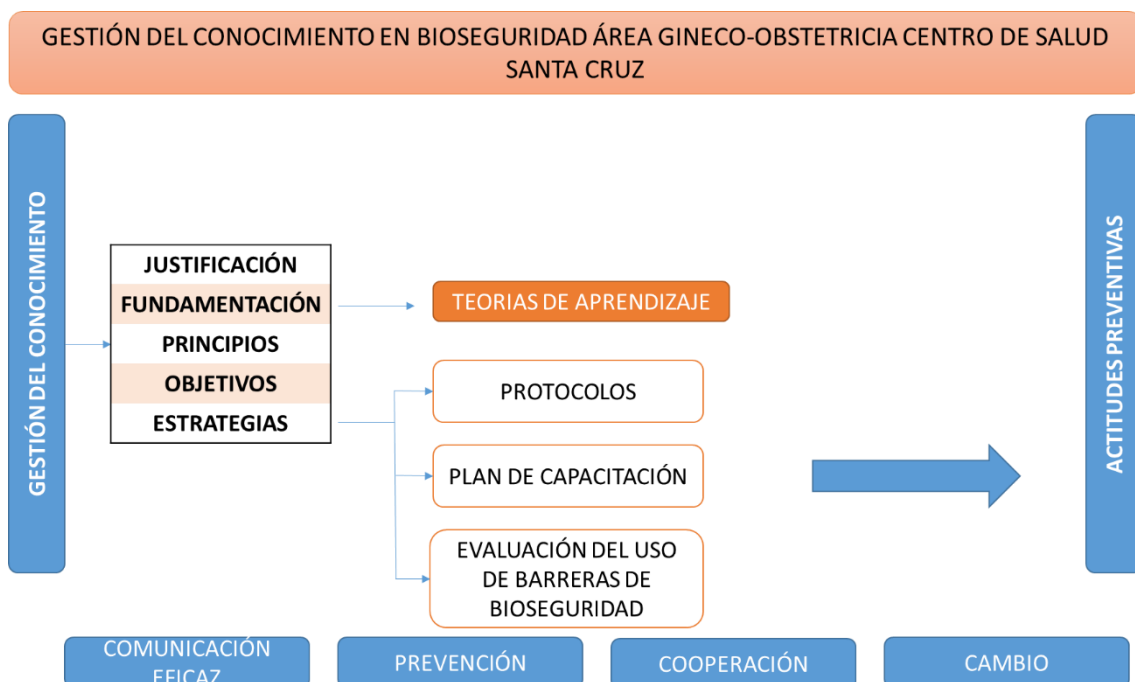 GESTIÓN DEL CONOCIMIENTO EN BIOSEGURIDAD ÁREA GINECO-OBSTETRICIA CENTRO DE SALUD
SANTA CRUZ
GESTIÓN DEL CONOCIMIENTO
JUSTIFICACIÓN
FUNDAMENTACIÓN
PRINCIPIOS
OBJETIVOS
ESTRATEGIAS
TEORIAS DE APRENDIZAJE
PROTOCOLOS
PLAN DE CAPACITACIÓN
EVALUACIÓN DEL USO
DE BARRERAS DE
BIOSEGURIDAD
ACTITUDES PREVENTIVAS
COMUNICACIÓN
EFICAZ
PREVENCIÓN
COOPERACIÓN
CAMBIO